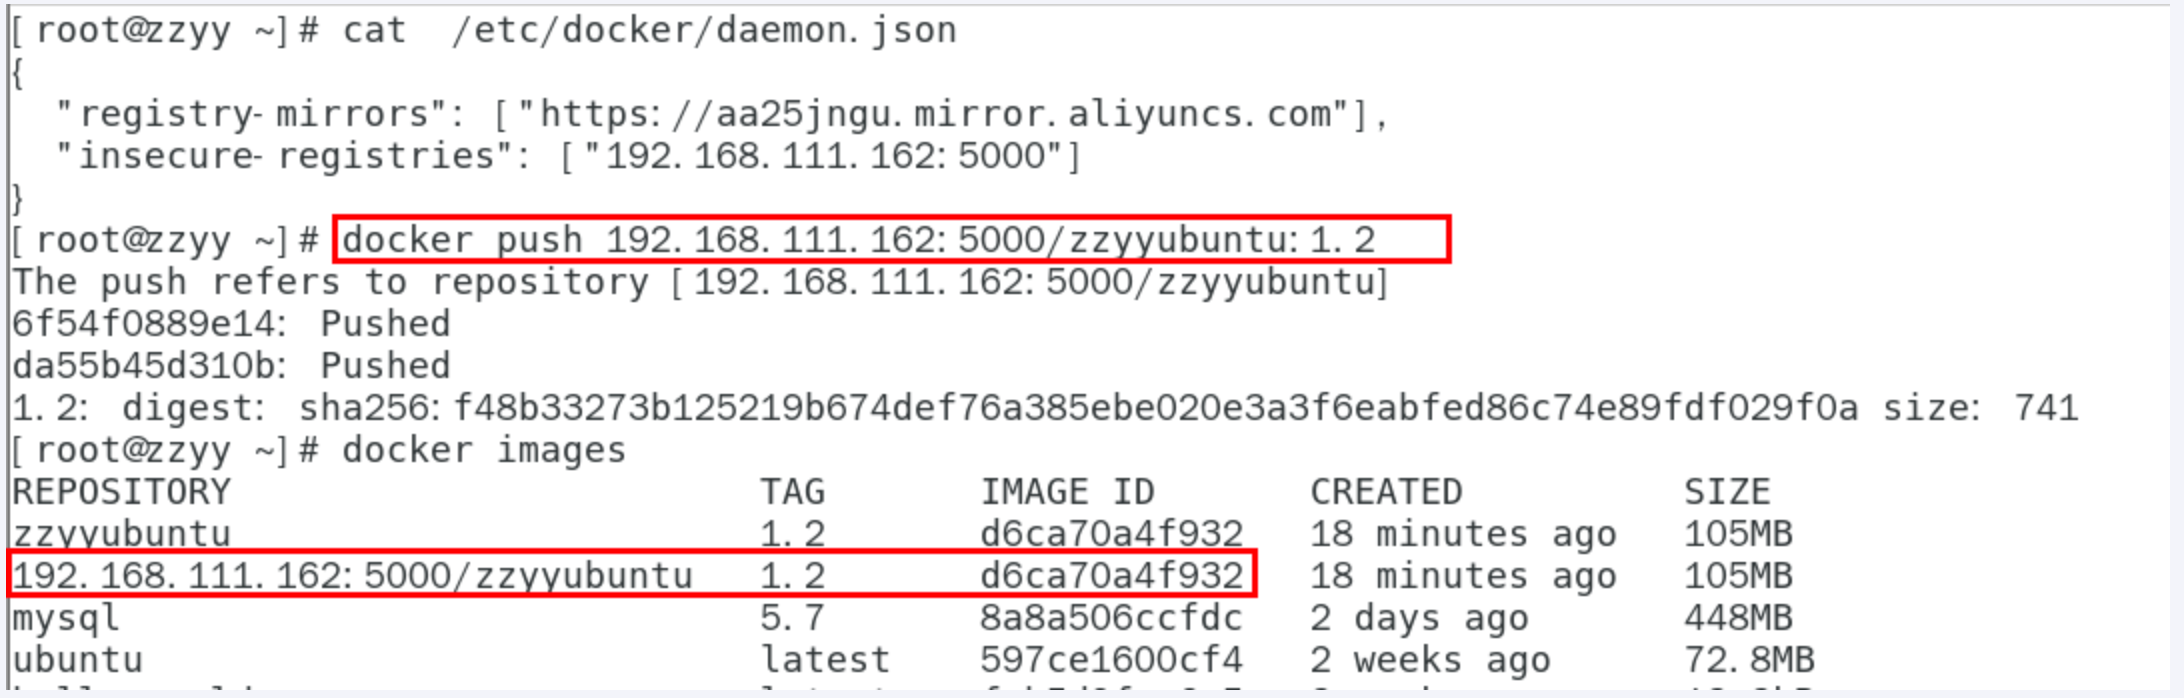 [root@zzyy ~]# cat  /etc/docker/daemon.json
{
  "registry-mirrors": ["https://aa25jngu.mirror.aliyuncs.com"],
  "insecure-registries": ["192.168.111.162:5000"]
}
[root@zzyy ~]# docker push 192.168.111.162:5000/zzyyubuntu:1.2
The push refers to repository [192.168.111.162:5000/zzyyubuntu]
6f54f0889e14: Pushed
da55b45d310b: Pushed
1.2: digest: sha256:f48b33273b125219b674def76a385ebe020e3a3f6eabfed86c74e89fdf029f0a size: 741
[root@zzyy ~]# docker images
REPOSITORY                        TAG       IMAGE ID       CREATED          SIZE
zzyyubuntu                        1.2       d6ca70a4f932   18 minutes ago   105MB
192.168.111.162:5000/zzyyubuntu   1.2       d6ca70a4f932   18 minutes ago   105MB
mysql                             5.7       8a8a506ccfdc   2 days ago       448MB
ubuntu                            latest    597ce1600cf4   2 weeks ago      72.8MB